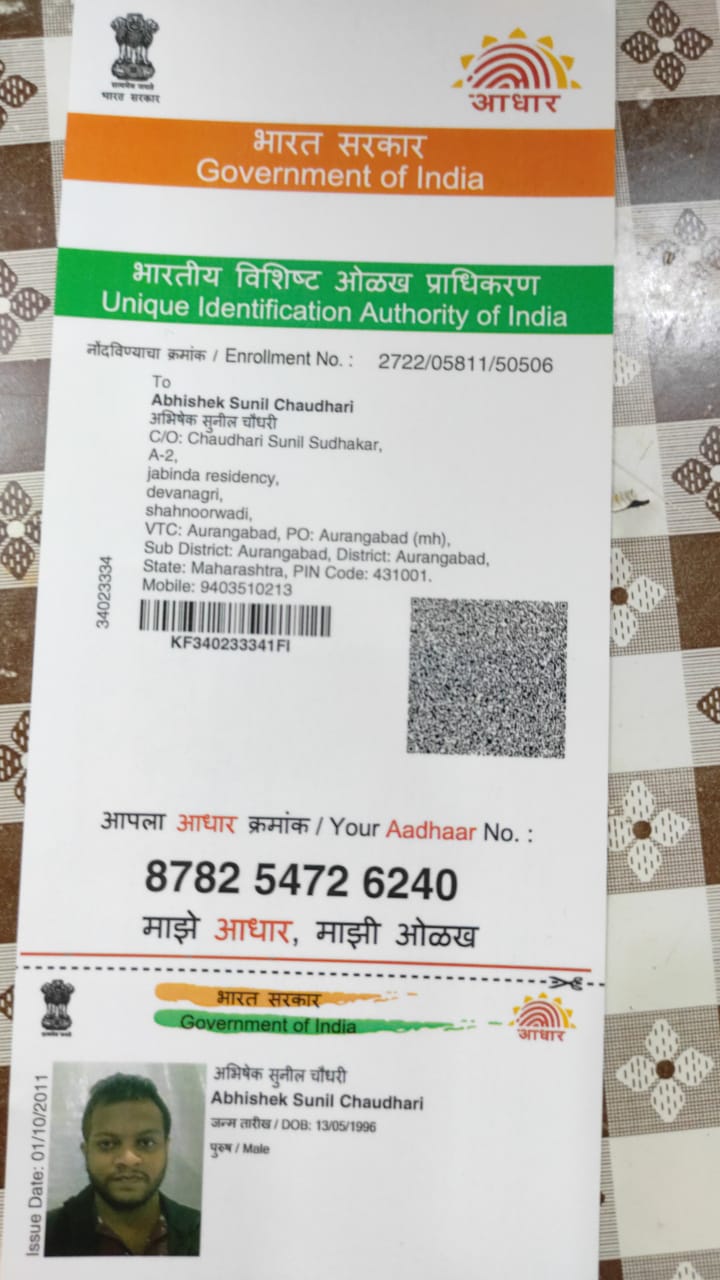 सत्यमेव जयते
भारत सरकार
आधार
भारत सरकार
Government of India
भारतीय विशिष्ट ओळख प्राधिकरण
Unique Identification Authority of India
नोंदविण्याचा क्रमांक / Enrollment No. : 2722/05811/50506
To
Abhishek Sunil Chaudhari
अभिषेक सुनील चौधरी
C/O: Chaudhari Sunil Sudhakar,
A-2,
jabinda residency,
devanagri,
shahnoorwadi,
VTC: Aurangabad, PO: Aurangabad (mh),
Sub District: Aurangabad, District: Aurangabad,
State: Maharashtra, PIN Code: 431001.
Mobile: 9403510213
34023334
KF340233341FI
आपला आधार क्रमांक / Your Aadhaar No. :
8782 5472 6240
माझे आधार, माझी ओळख
भारत सरकार
Government of India
आधार
Issue Date: 01/10/2011
अभिषेक सुनील चौधरी
Abhishek Sunil Chaudhari
जन्म तारीख / DOB: 13/05/1996
पुरुष / Male